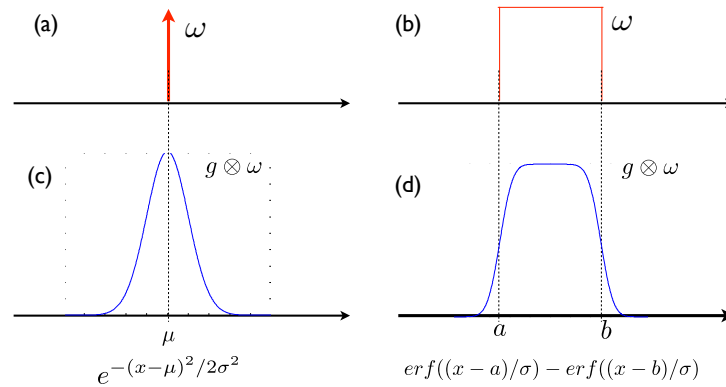 (a) ω
(b) ω
(c) g ⊗ ω
(d) g ⊗ ω
μ
a b
e^{-(x-μ)^2/2σ^2}
erf((x − a)/σ) − erf((x − b)/σ)